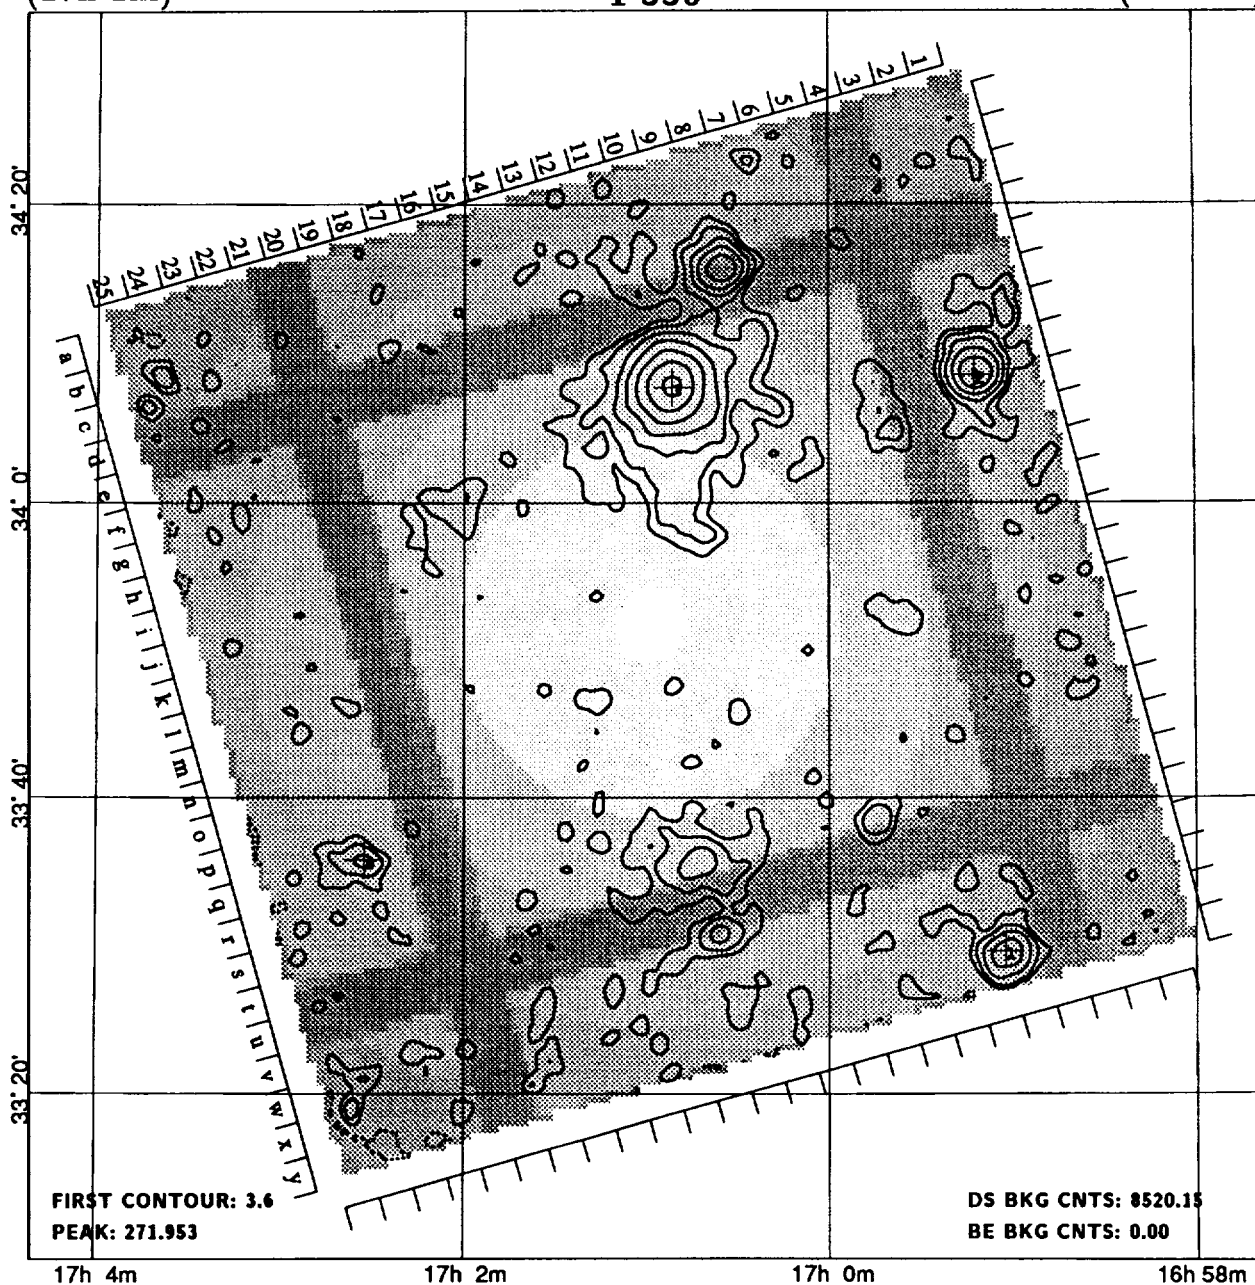 1 2 3 4 5 6 7 8 9 10 11 12 13 14 15 16 17 18 19 20 21 22 23 24 25
34° 20'
34° 0'
33° 40'
33° 20'
a b c d e f g h i j k l m n o p q r s t u v w x y
FIRST CONTOUR: 3.6
PEAK: 271.953
DS BKG CNTS: 8520.15
BE BKG CNTS: 0.00
17h 4m
17h 2m
17h 0m
16h 58m